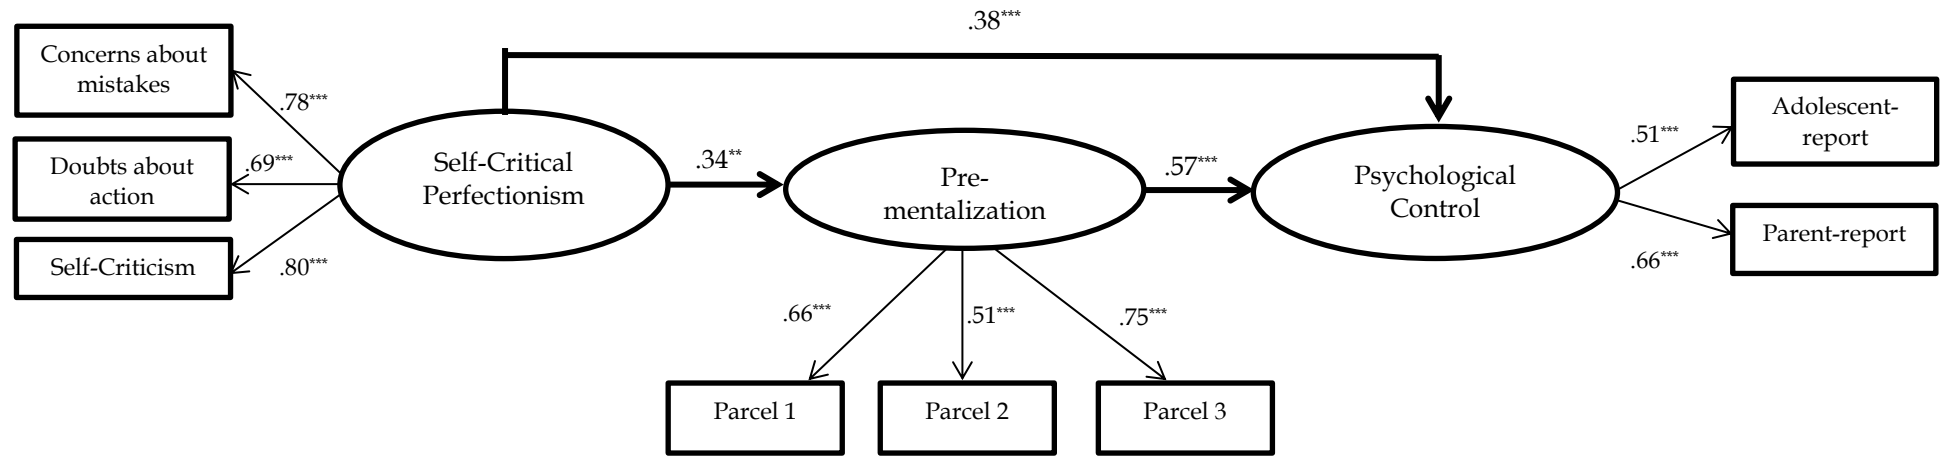 .38***
Concerns about
mistakes
.78***
Doubts about
action
.69***
Self-Criticism
.80***
Self-Critical
Perfectionism
.34**
Pre-
mentalization
.57***
Psychological
Control
.51***
Adolescent-
report
.66***
Parent-report
.66***
.51***
.75***
Parcel 1
Parcel 2
Parcel 3